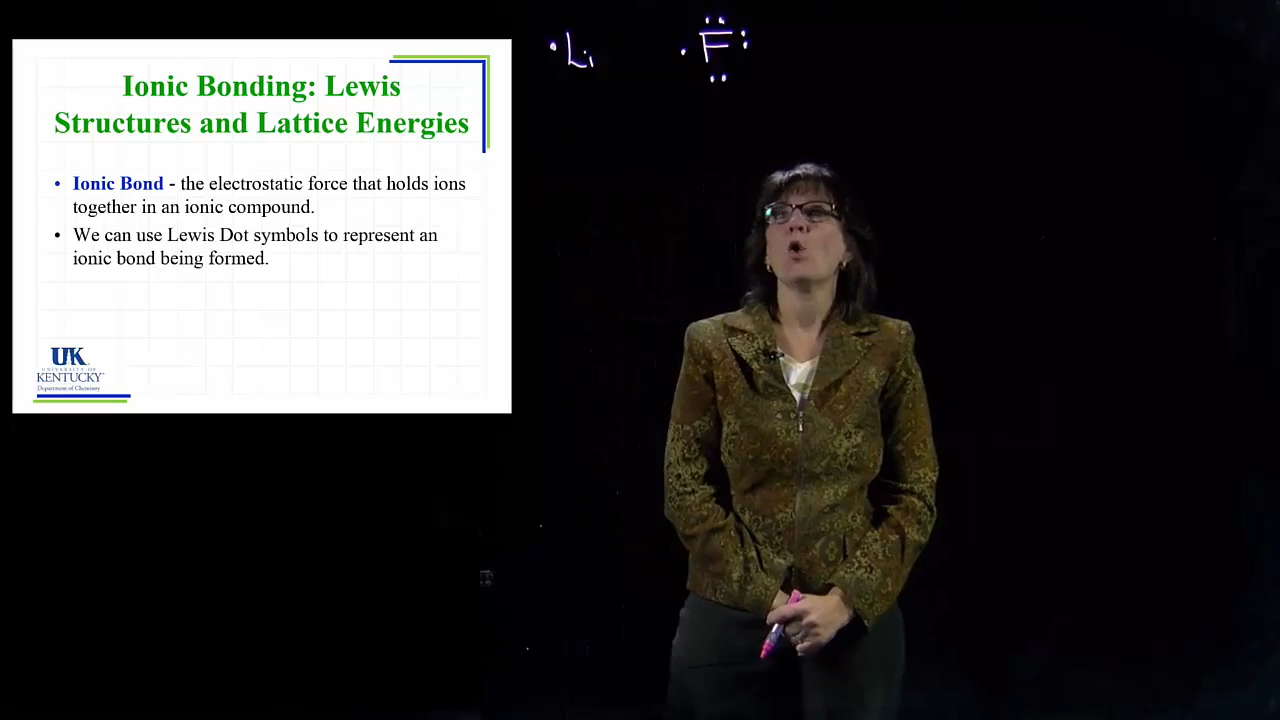 ·Li ·F̈:
Ionic Bonding: Lewis
Structures and Lattice Energies
• Ionic Bond - the electrostatic force that holds ions
together in an ionic compound.
• We can use Lewis Dot symbols to represent an
ionic bond being formed.
UK
UNIVERSITY OF
KENTUCKY
Department of Chemistry